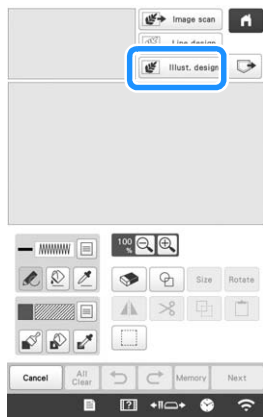 Image scan
Line design
Illust. design
100
%
Size
Rotate
Cancel
All
Clear
Memory
Next